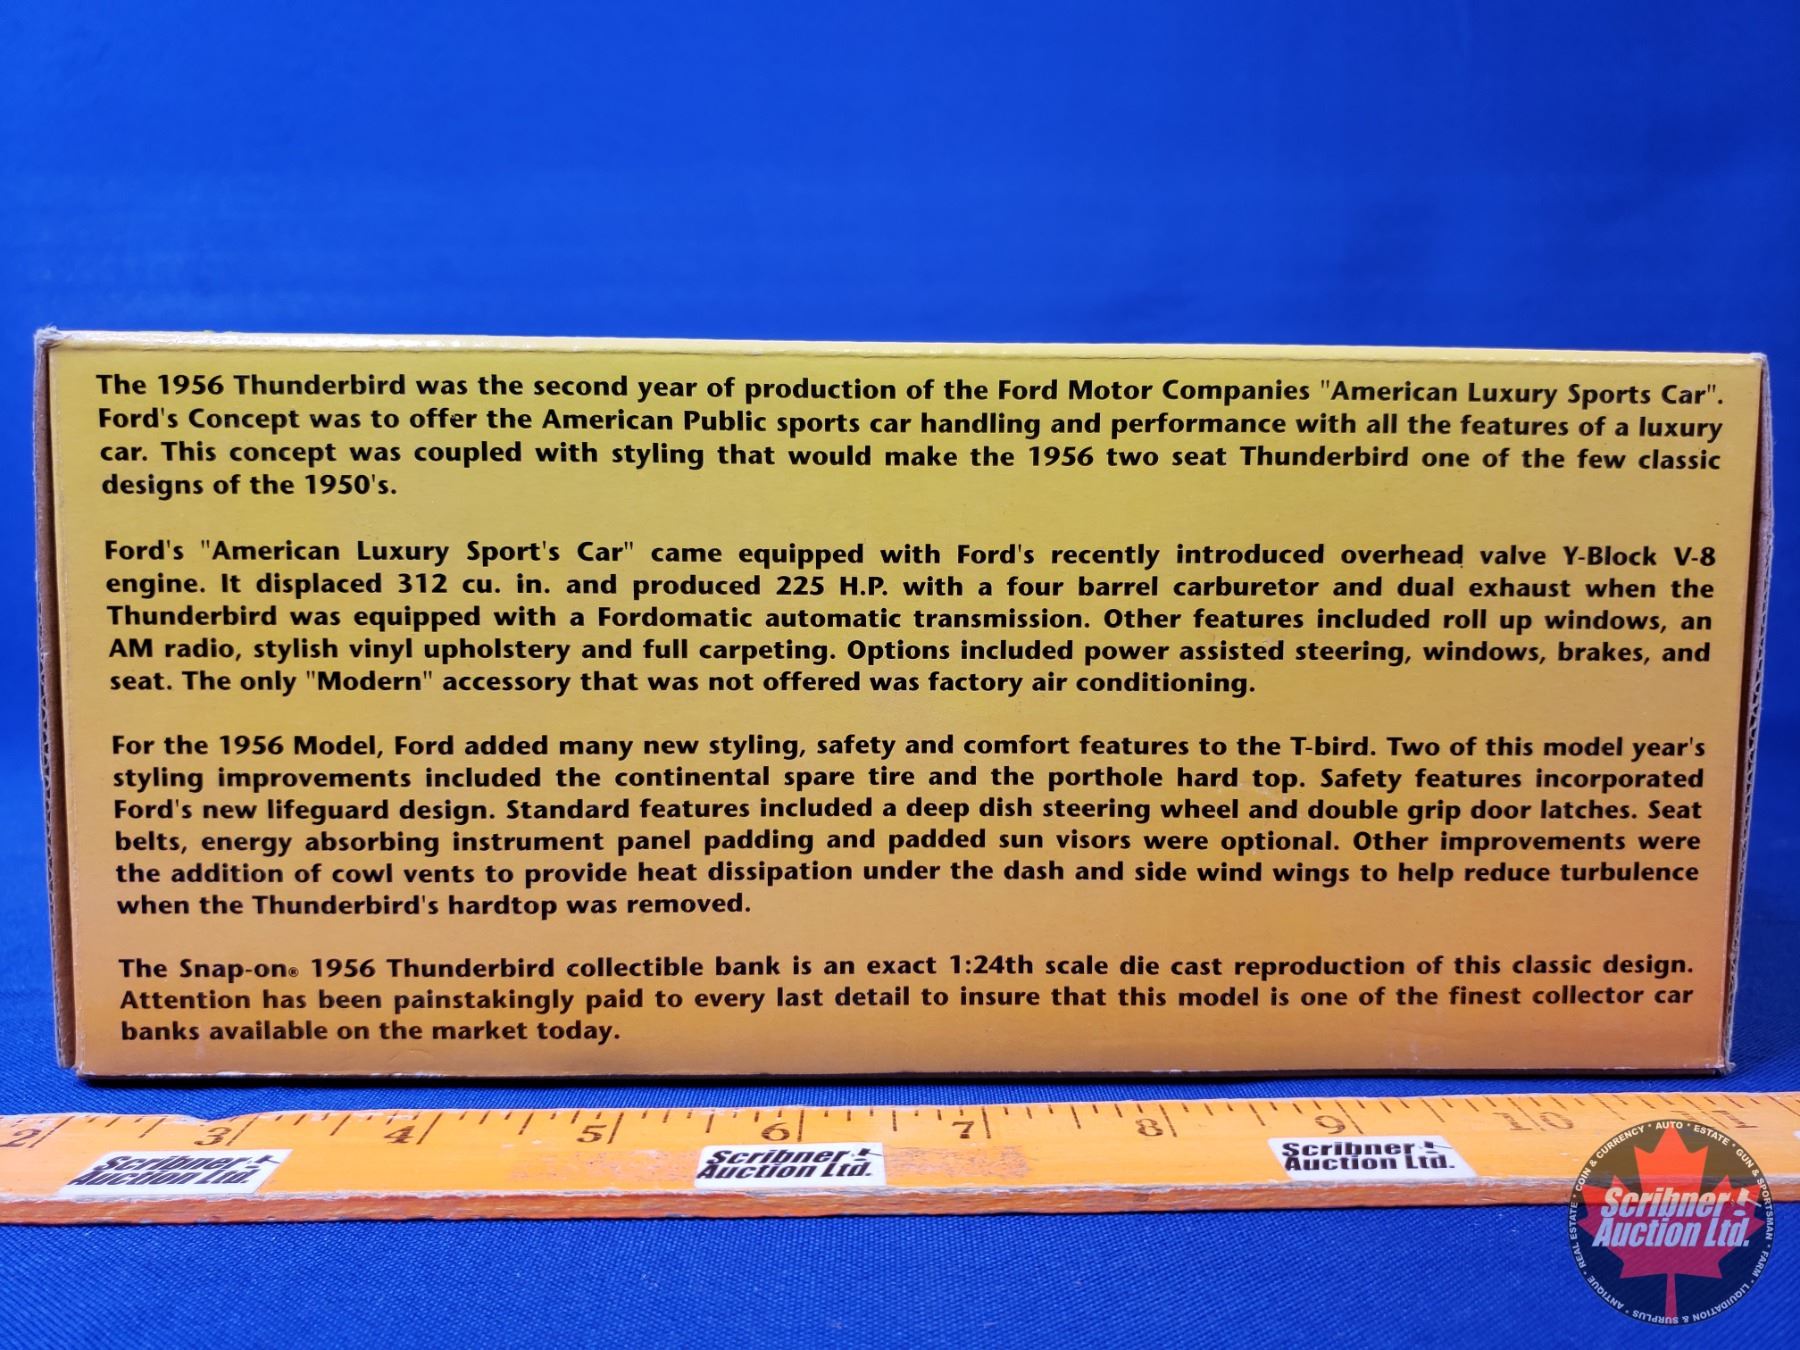 The 1956 Thunderbird was the second year of production of the Ford Motor Companies "American Luxury Sports Car".
Ford's Concept was to offer the American Public sports car handling and performance with all the features of a luxury
car. This concept was coupled with styling that would make the 1956 two seat Thunderbird one of the few classic
designs of the 1950's.
Ford's "American Luxury Sport's Car" came equipped with Ford's recently introduced overhead valve Y-Block V-8
engine. It displaced 312 cu. in. and produced 225 H.P. with a four barrel carburetor and dual exhaust when the
Thunderbird was equipped with a Fordomatic automatic transmission. Other features included roll up windows, an
AM radio, stylish vinyl upholstery and full carpeting. Options included power assisted steering, windows, brakes, and
seat. The only "Modern" accessory that was not offered was factory air conditioning.
For the 1956 Model, Ford added many new styling, safety and comfort features to the T-bird. Two of this model year's
styling improvements included the continental spare tire and the porthole hard top. Safety features incorporated
Ford's new lifeguard design. Standard features included a deep dish steering wheel and double grip door latches. Seat
belts, energy absorbing instrument panel padding and padded sun visors were optional. Other improvements were
the addition of cowl vents to provide heat dissipation under the dash and side wind wings to help reduce turbulence
when the Thunderbird's hardtop was removed.
The Snap-on® 1956 Thunderbird collectible bank is an exact 1:24th scale die cast reproduction of this classic design.
Attention has been painstakingly paid to every last detail to insure that this model is one of the finest collector car
banks available on the market today.
2 3 4 5 6 7 8 9 10 11
Scribner
Auction Ltd.
Scribner
Auction Ltd.
Scribner
Auction Ltd.
COIN & CURRENCY • AUTO • ESTATE • GUN & SPORTSMAN • FARM • LIQUIDATION & SURPLUS • ANTIQUE • REAL ESTATE •
Scribner
Auction Ltd.